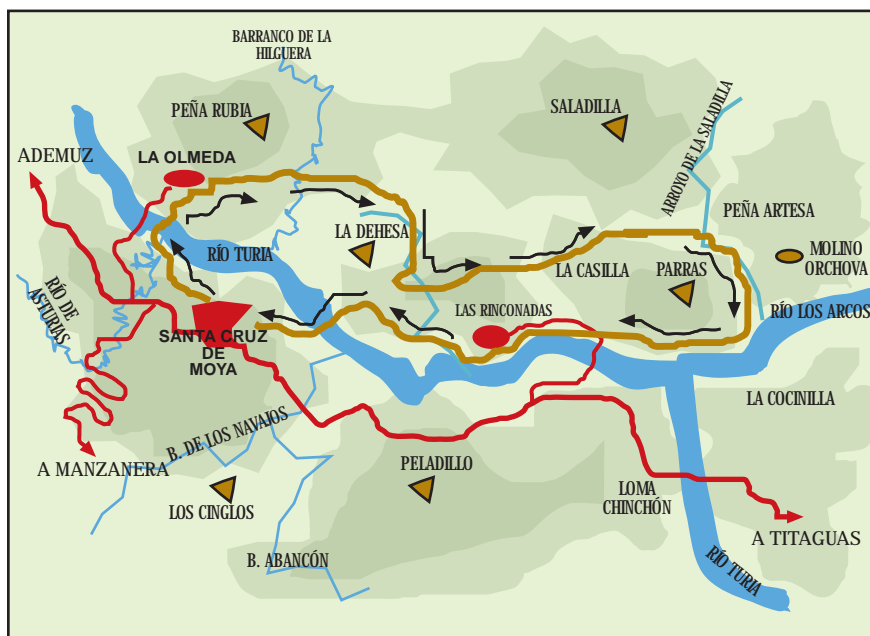 BARRANCO DE LA
HILGUERA
PEÑA RUBIA
SALADILLA
ARROYO DE LA SALADILLA
ADEMUZ
LA OLMEDA
PEÑA ARTESA
RÍO TURIA
LA DEHESA
MOLINO
ORCHOVA
LA CASILLA
PARRAS
RÍO DE
ASTURIAS
LAS RINCONADAS
RÍO LOS ARCOS
SANTA CRUZ
DE
MOYA
LA COCINILLA
B. DE LOS NAVAJOS
A MANZANERA
PELADILLO
LOS CINGLOS
LOMA
CHINCHÓN
A TITAGUAS
B. ABANCÓN
RÍO TURIA